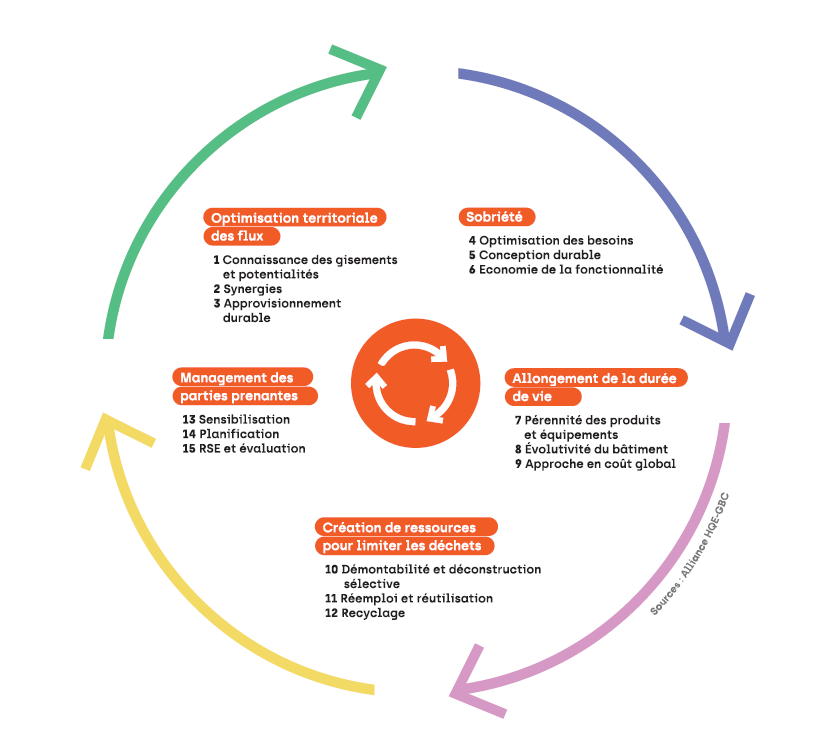 Optimisation territoriale
des flux
1 Connaissance des gisements
et potentialités
2 Synergies
3 Approvisionnement
durable
Sobriété
4 Optimisation des besoins
5 Conception durable
6 Economie de la fonctionnalité
Management des
parties prenantes
13 Sensibilisation
14 Planification
15 RSE et évaluation
Allongement de la durée
de vie
7 Pérennité des produits
et équipements
8 Évolutivité du bâtiment
9 Approche en coût global
Création de ressources
pour limiter les déchets
10 Démontabilité et déconstruction
sélective
11 Réemploi et réutilisation
12 Recyclage
Sources : Alliance HQE-GBC